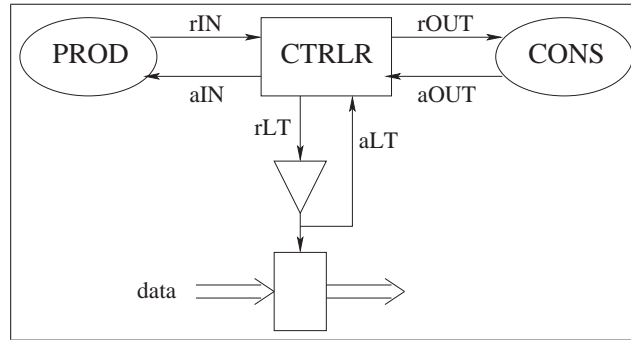 rIN
rOUT
PROD
CTRLR
CONS
aIN
aOUT
rLT
aLT
data